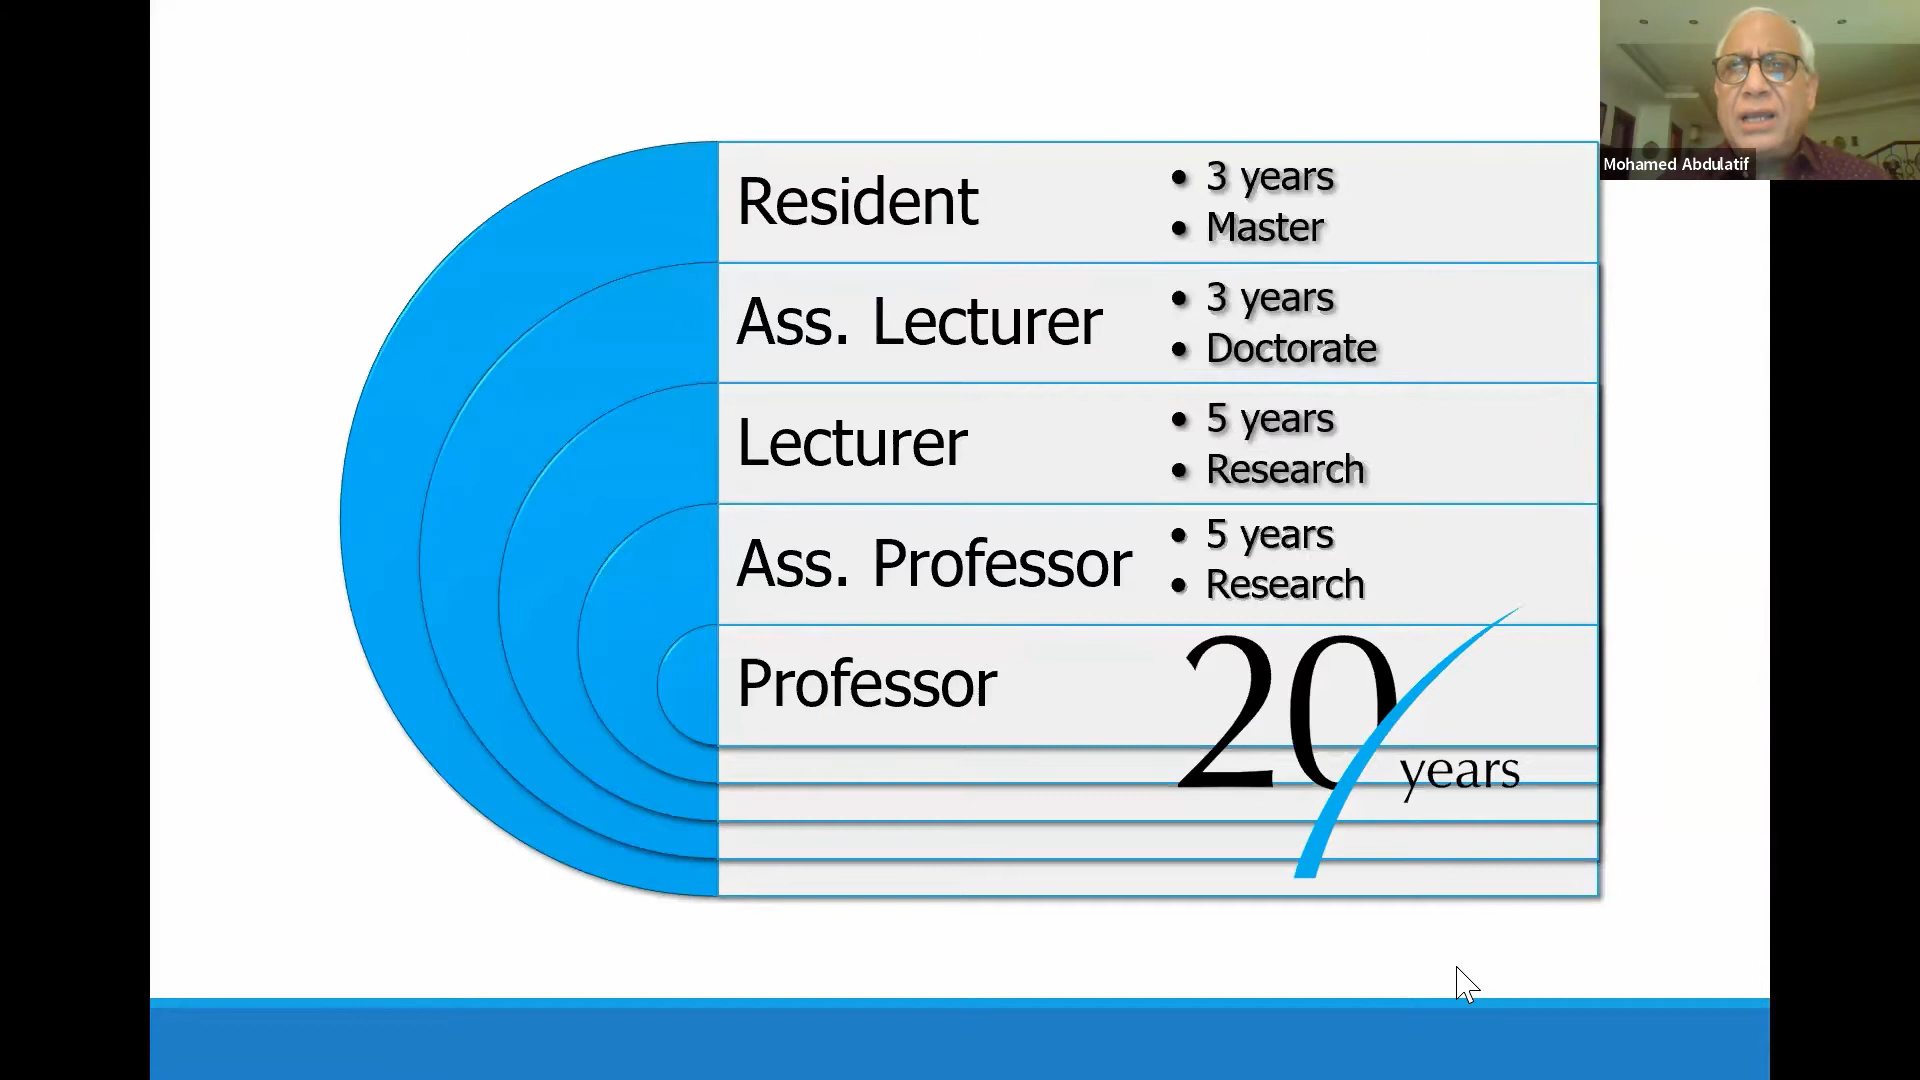 Resident
• 3 years
• Master
Ass. Lecturer
• 3 years
• Doctorate
Lecturer
• 5 years
• Research
Ass. Professor
• 5 years
• Research
Professor
20 years
Mohamed Abdulatif